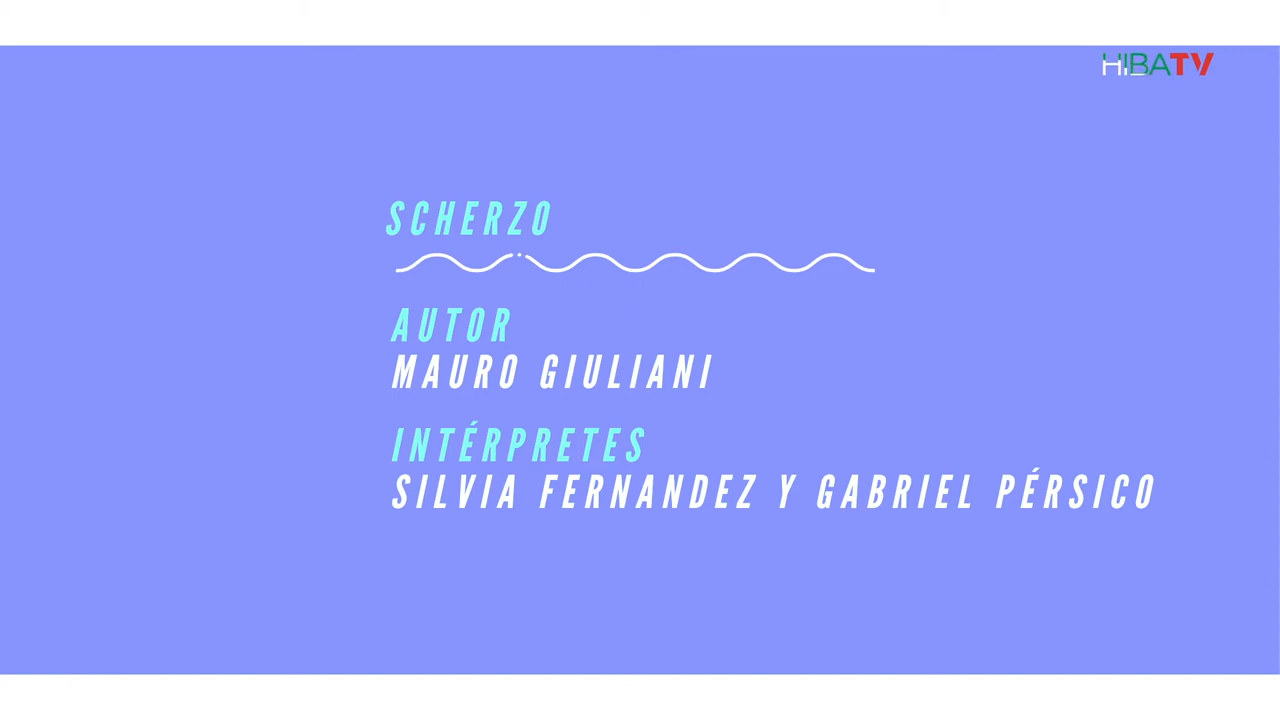 HIBATV
SCHERZO
AUTOR
MAURO GIULIANI
INTÉRPRETES
SILVIA FERNANDEZ Y GABRIEL PÉRSICO